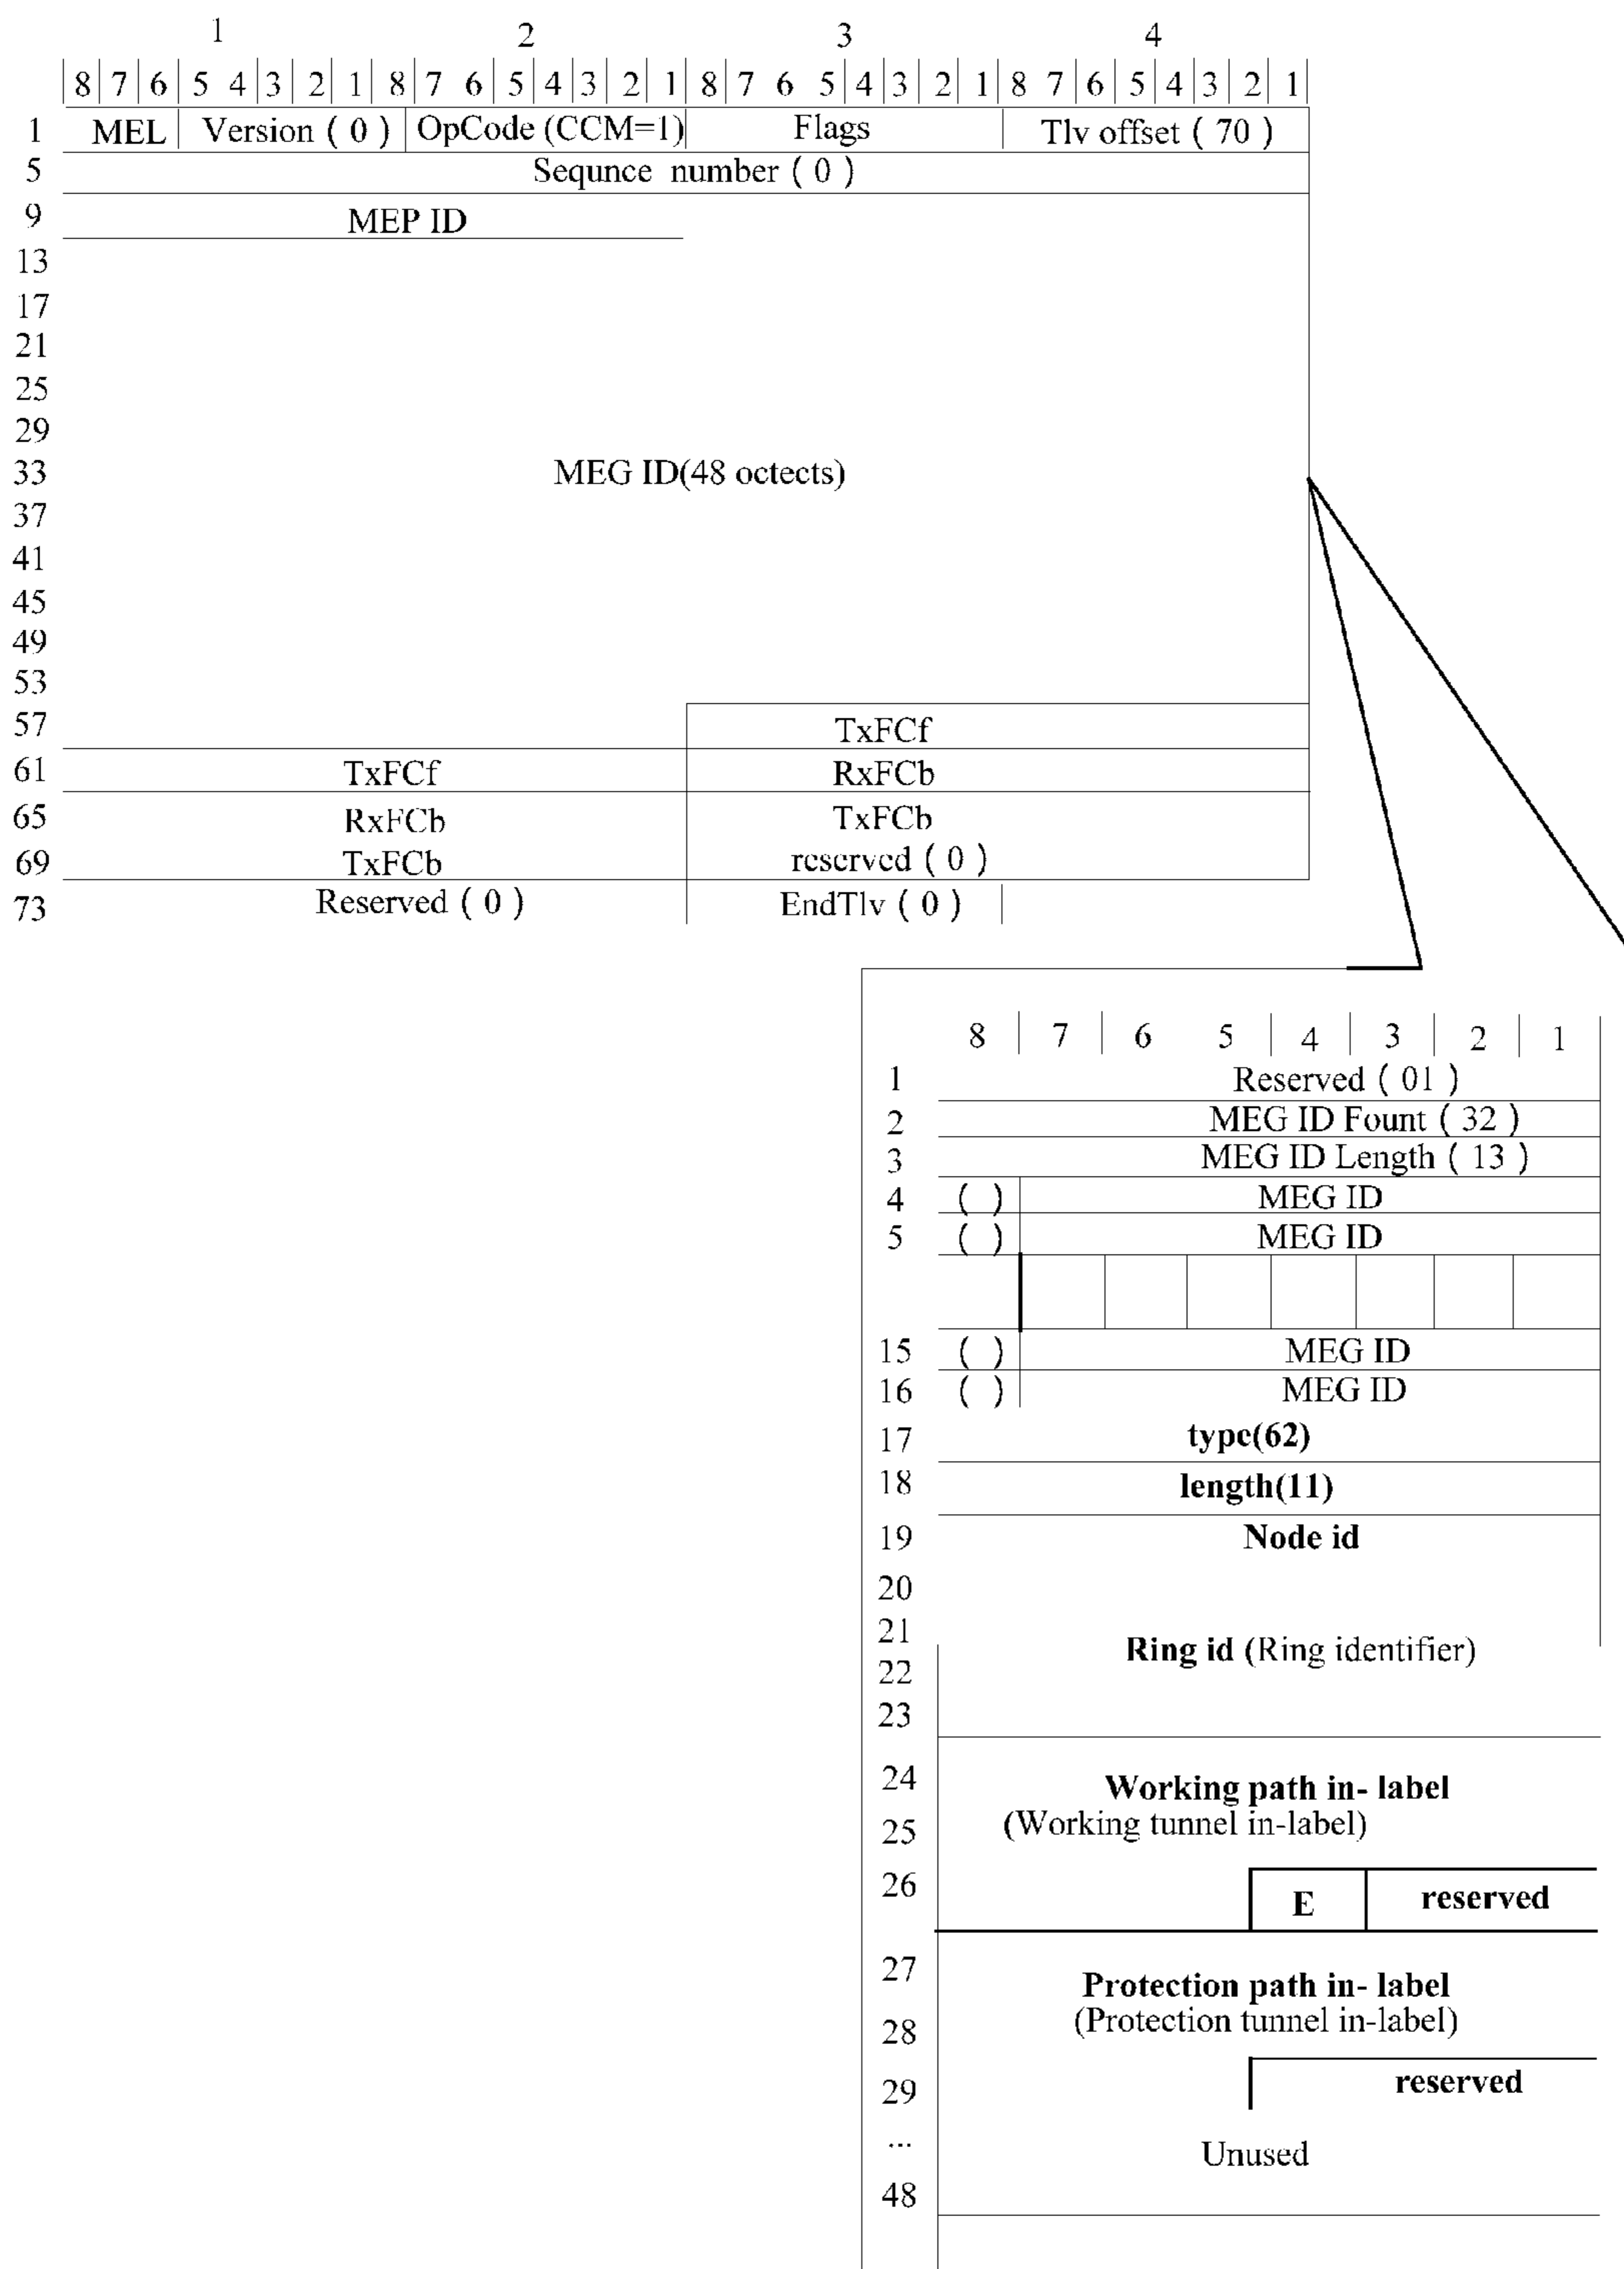 1 2 3 4
8 7 6 5 4 3 2 1 8 7 6 5 4 3 2 1 8 7 6 5 4 3 2 1 8 7 6 5 4 3 2 1
1 MEL Version ( 0 ) OpCode (CCM=1) Flags Tlv offset ( 70 )
5 Sequnce number ( 0 )
9 MEP ID
13
17
21
25
29
33 MEG ID(48 octects)
37
41
45
49
53
57 TxFCf
61 TxFCf RxFCb
65 RxFCb TxFCb
69 TxFCb reserved ( 0 )
73 Reserved ( 0 ) EndTlv ( 0 )
8 7 6 5 4 3 2 1
1 Reserved ( 01 )
2 MEG ID Fount ( 32 )
3 MEG ID Length ( 13 )
4 ( ) MEG ID
5 ( ) MEG ID
15 ( ) MEG ID
16 ( ) MEG ID
17 type(62)
18 length(11)
19 Node id
20
21 Ring id (Ring identifier)
22
23
24 Working path in- label
25 (Working tunnel in-label)
26 E reserved
27 Protection path in- label
28 (Protection tunnel in-label)
29 reserved
... Unused
48